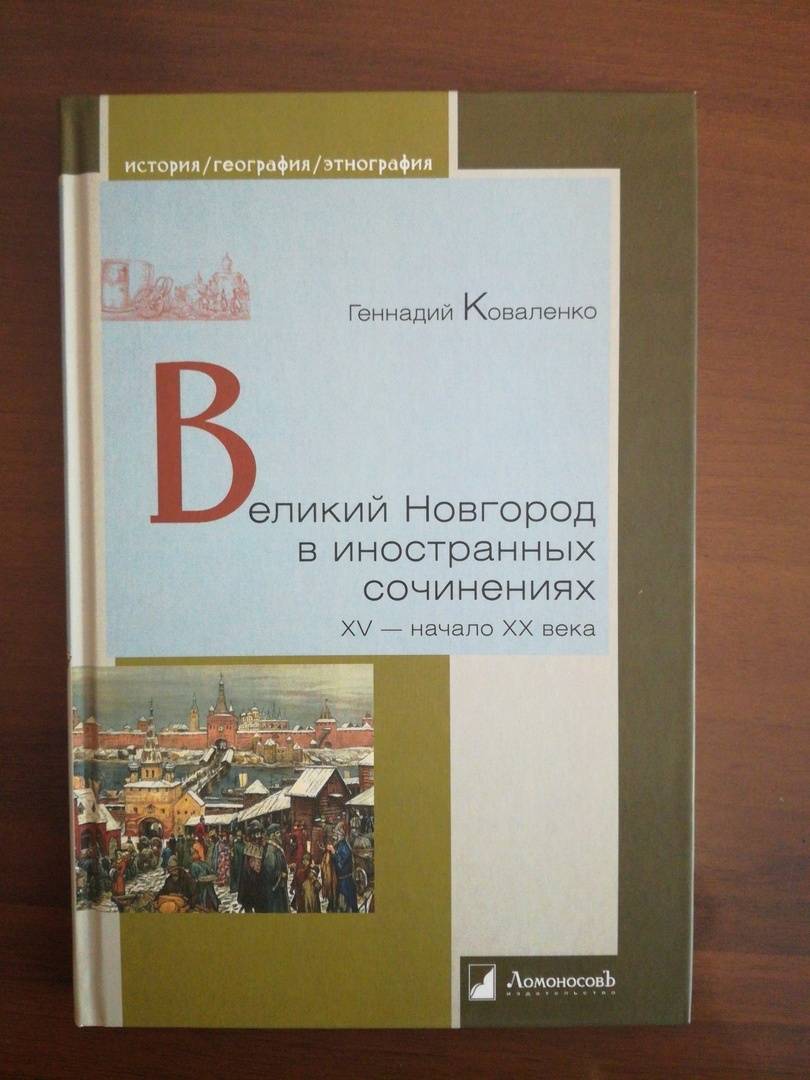 история/география/этнография
Геннадий Коваленко
Великий Новгород
в иностранных
сочинениях
XV — начало XX века
ЛомоносовЪ
издательство